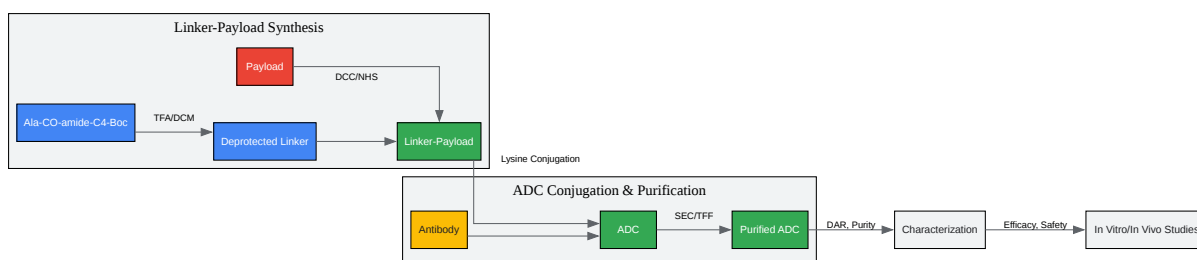 Linker-Payload Synthesis
Payload
DCC/NHS
Ala-CO-amide-C4-Boc
TFA/DCM
Deprotected Linker
Linker-Payload
Lysine Conjugation
ADC Conjugation & Purification
Antibody
ADC
SEC/TFF
Purified ADC
DAR, Purity
Characterization
Efficacy, Safety
In Vitro/In Vivo Studies